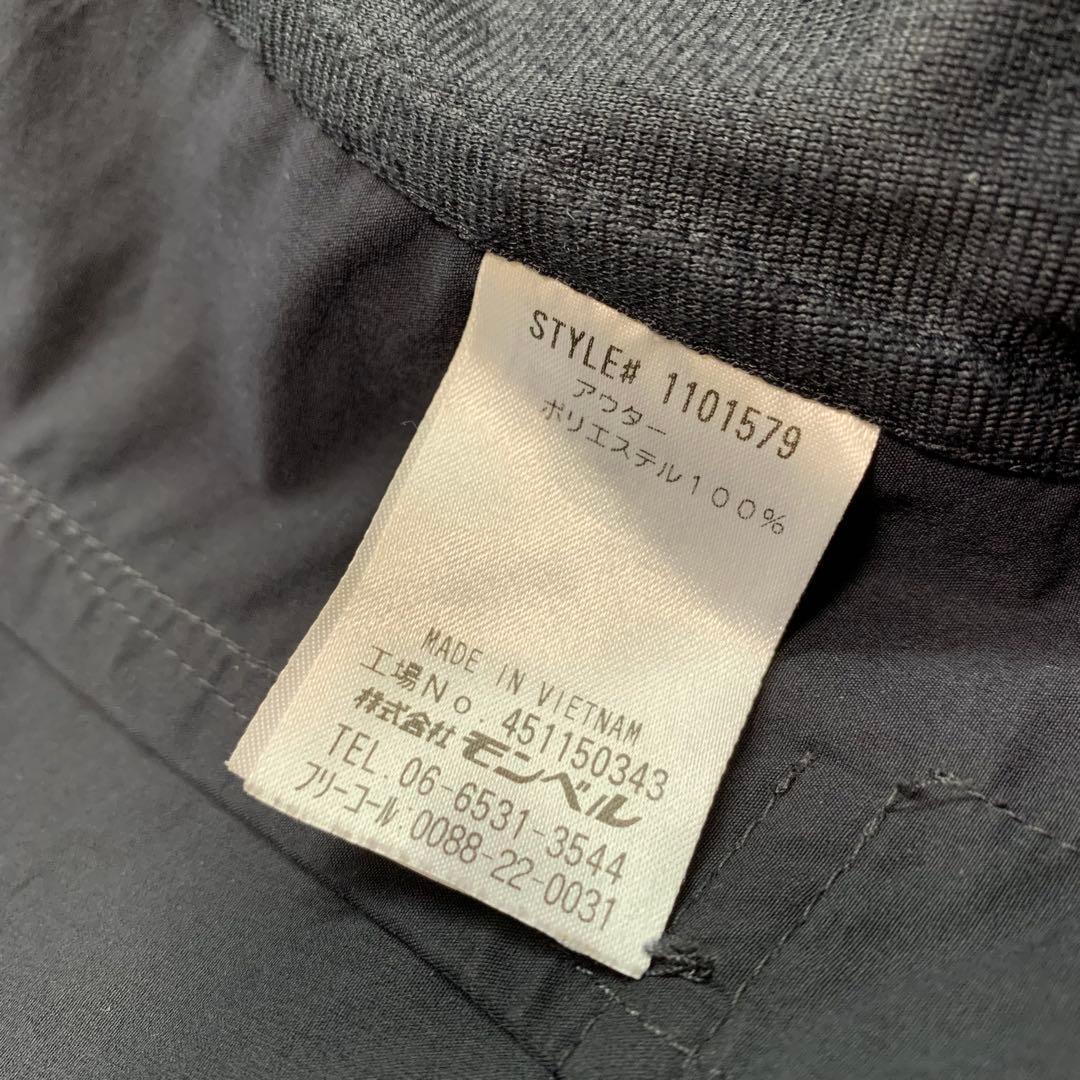 STYLE# 1101579
アウター
ポリエステル１００％
MADE IN VIETNAM
工場Ｎｏ. 451150343
株式会社 モンベル
TEL. 06-6531-3544
フリーコール:0088-22-0031